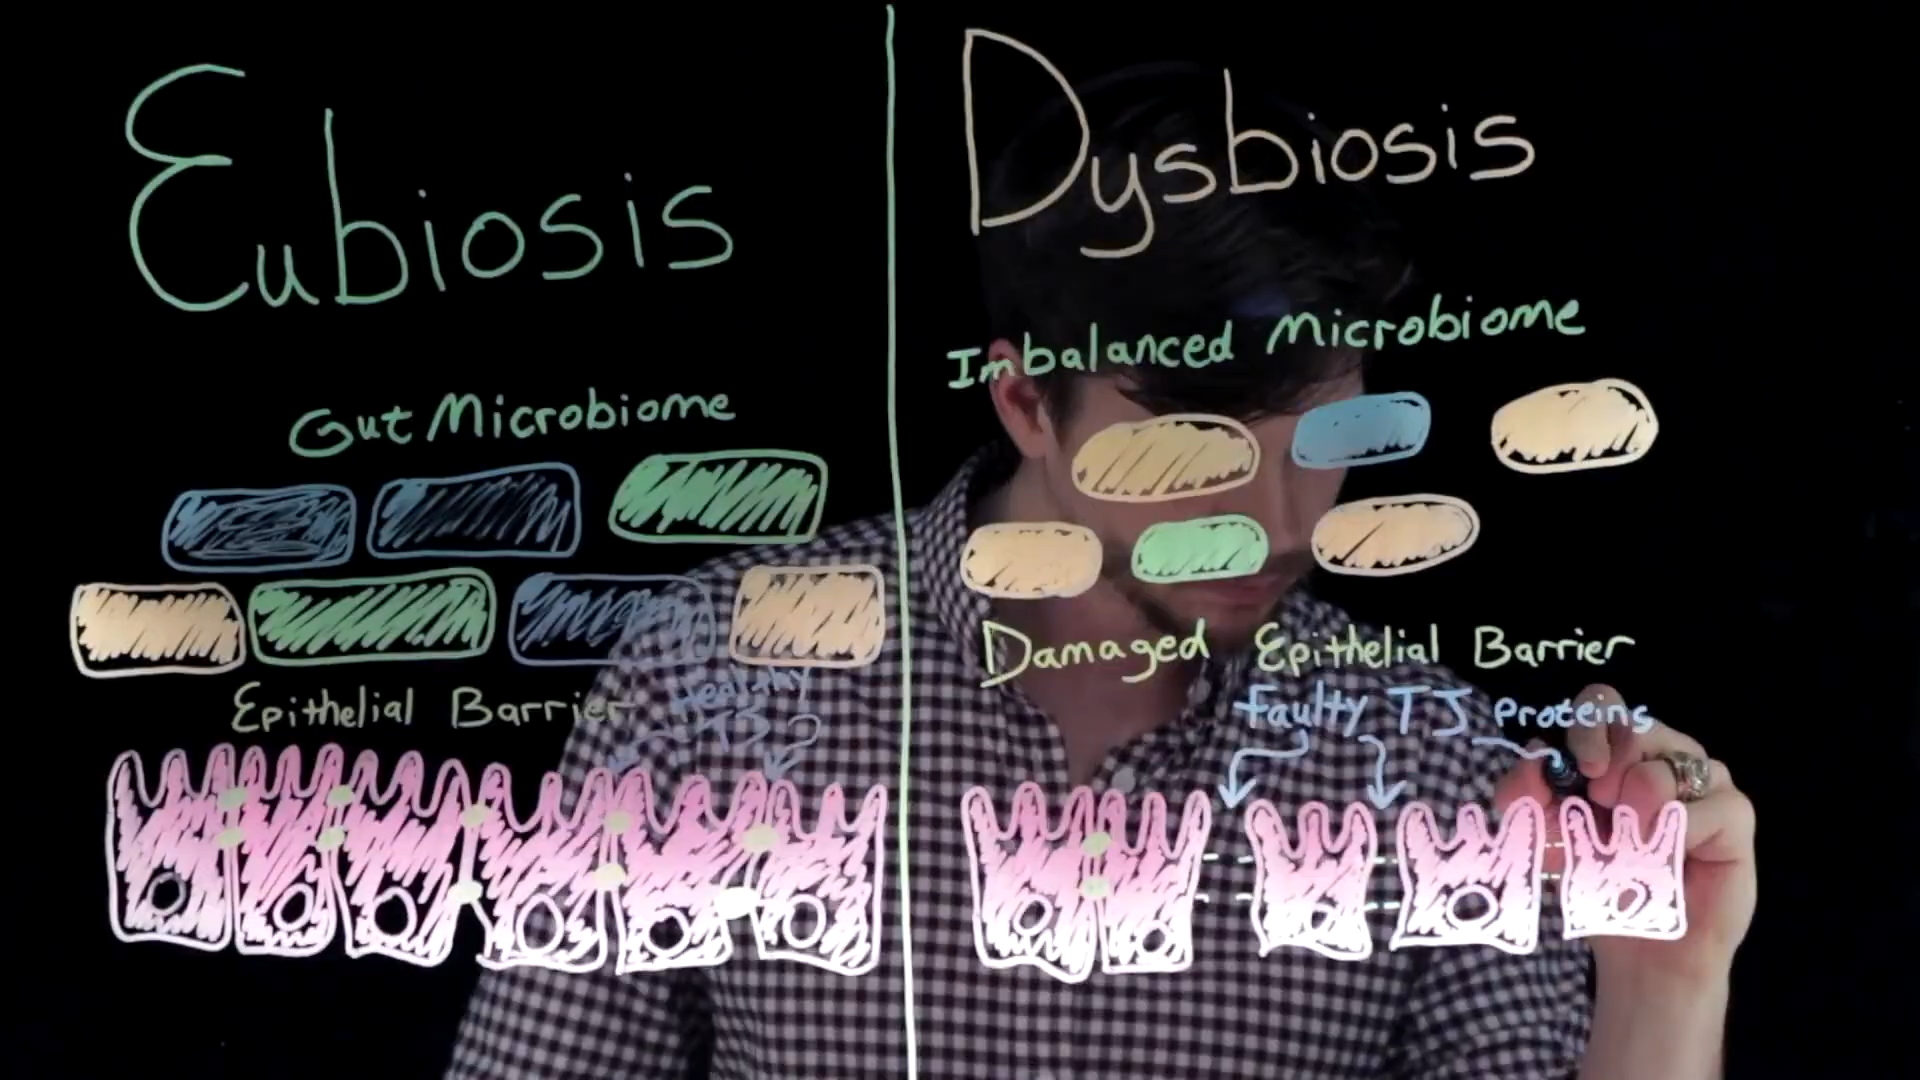 Eubiosis
Gut Microbiome
Epithelial Barrier
Healthy
TJ?
Dysbiosis
Imbalanced Microbiome
Damaged Epithelial Barrier
Faulty TJ Proteins